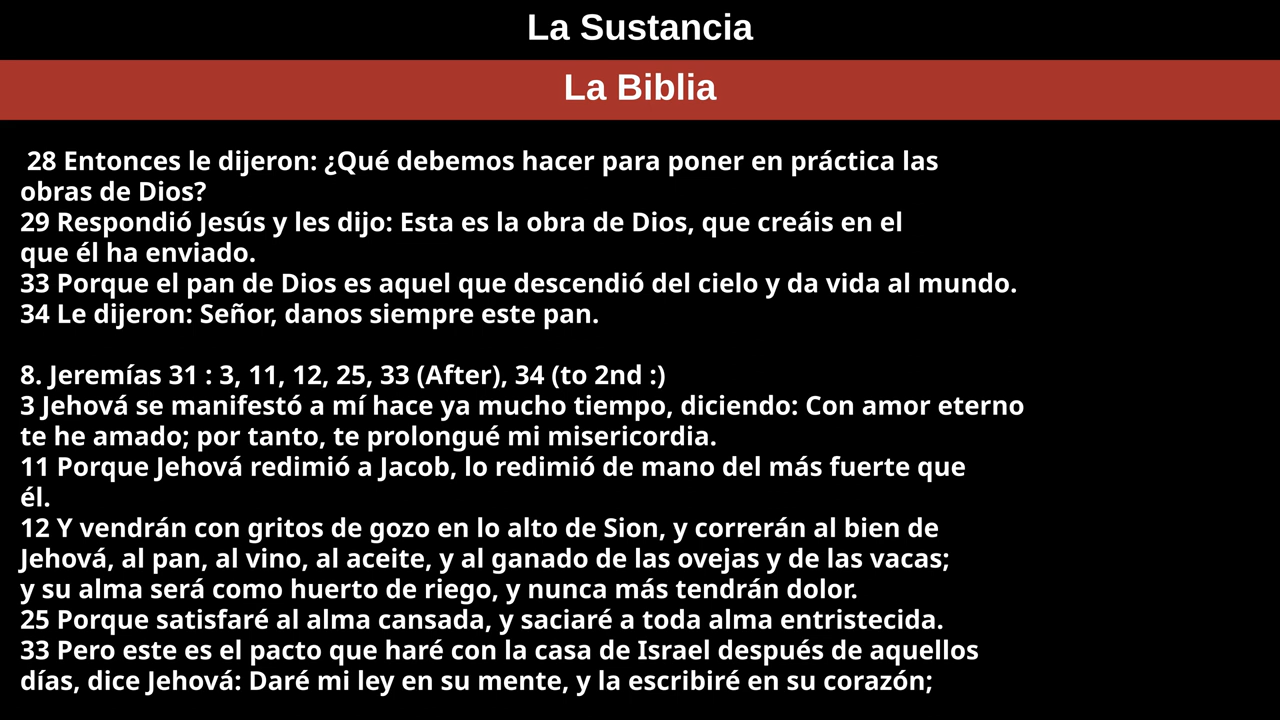 La Sustancia
La Biblia
28 Entonces le dijeron: ¿Qué debemos hacer para poner en práctica las
obras de Dios?
29 Respondió Jesús y les dijo: Esta es la obra de Dios, que creáis en el
que él ha enviado.
33 Porque el pan de Dios es aquel que descendió del cielo y da vida al mundo.
34 Le dijeron: Señor, danos siempre este pan.
8. Jeremías 31 : 3, 11, 12, 25, 33 (After), 34 (to 2nd :)
3 Jehová se manifestó a mí hace ya mucho tiempo, diciendo: Con amor eterno
te he amado; por tanto, te prolongué mi misericordia.
11 Porque Jehová redimió a Jacob, lo redimió de mano del más fuerte que
él.
12 Y vendrán con gritos de gozo en lo alto de Sion, y correrán al bien de
Jehová, al pan, al vino, al aceite, y al ganado de las ovejas y de las vacas;
y su alma será como huerto de riego, y nunca más tendrán dolor.
25 Porque satisfaré al alma cansada, y saciaré a toda alma entristecida.
33 Pero este es el pacto que haré con la casa de Israel después de aquellos
días, dice Jehová: Daré mi ley en su mente, y la escribiré en su corazón;